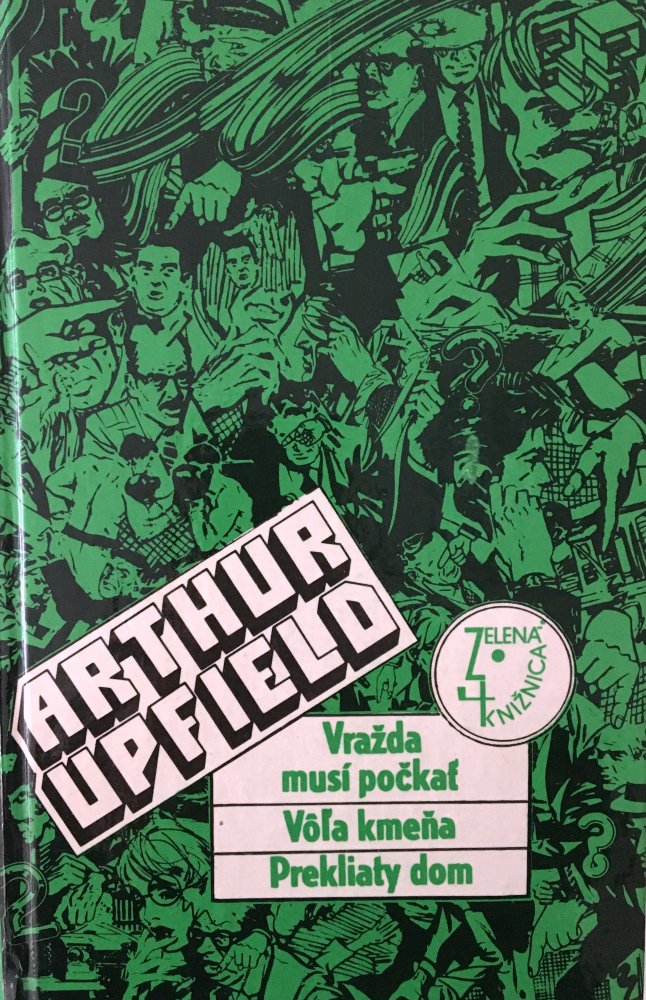 ARTHUR
UPFIELD
ZELENÁ
KNIŽNICA
Vražda
musí počkať
Vôľa kmeňa
Prekliaty dom